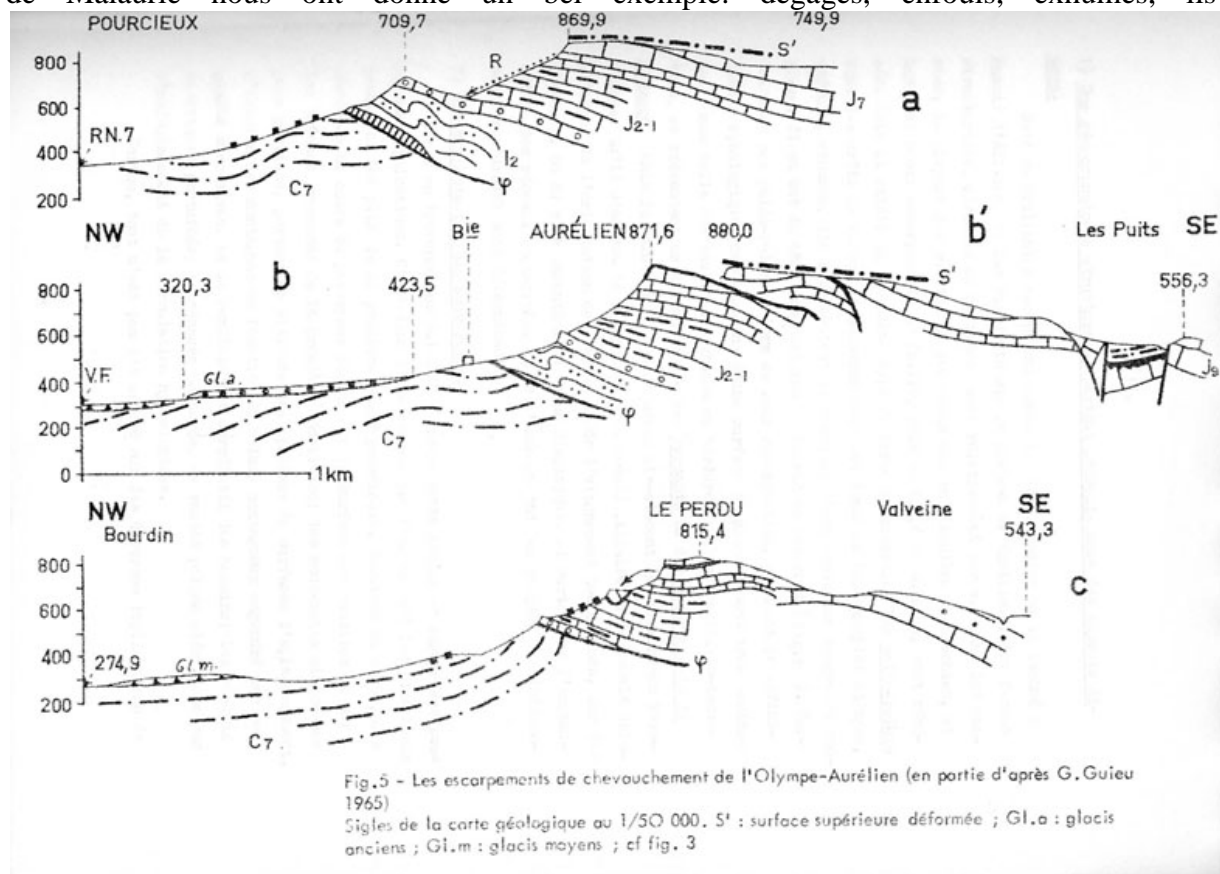 de Malaurie nous ont donné un bel exemple: dégagés, enfouis, exhumés, ils
POURCIEUX 709,7 869,9 749,9
S'
800
R
a
600
J7
RN.7
400
J2-1
I2
200
C7
φ
NW
Bie
AURÉLIEN 871,6 880,0
b'
Les Puits SE
b
320,3 423,5
S'
556,3
800
600
V.F.
Gl.a.
400
J2-1
J9
200
C7
φ
0
1km
NW
Bourdin
LE PERDU
815,4
Valveine
SE
543,3
800
c
600
400
274,9
Gl.m.
φ
200
C7
Fig.5 - Les escarpements de chevauchement de l'Olympe-Aurélien (en partie d'après G.Guieu
1965)
Sigles de la carte géologique au 1/50 000. S' : surface supérieure déformée ; Gl.a : glacis
anciens ; Gl.m : glacis moyens ; cf fig. 3